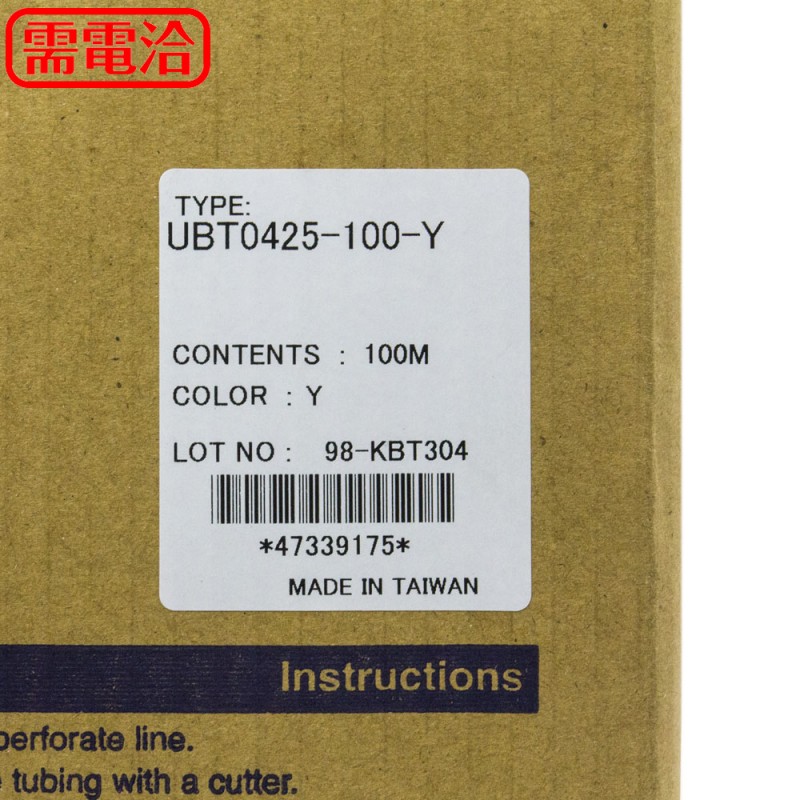 需電洽
TYPE:
UBT0425-100-Y
CONTENTS : 100M
COLOR : Y
LOT NO : 98-KBT304
*47339175*
MADE IN TAIWAN
Instructions
perforate line.
tubing with a cutter.